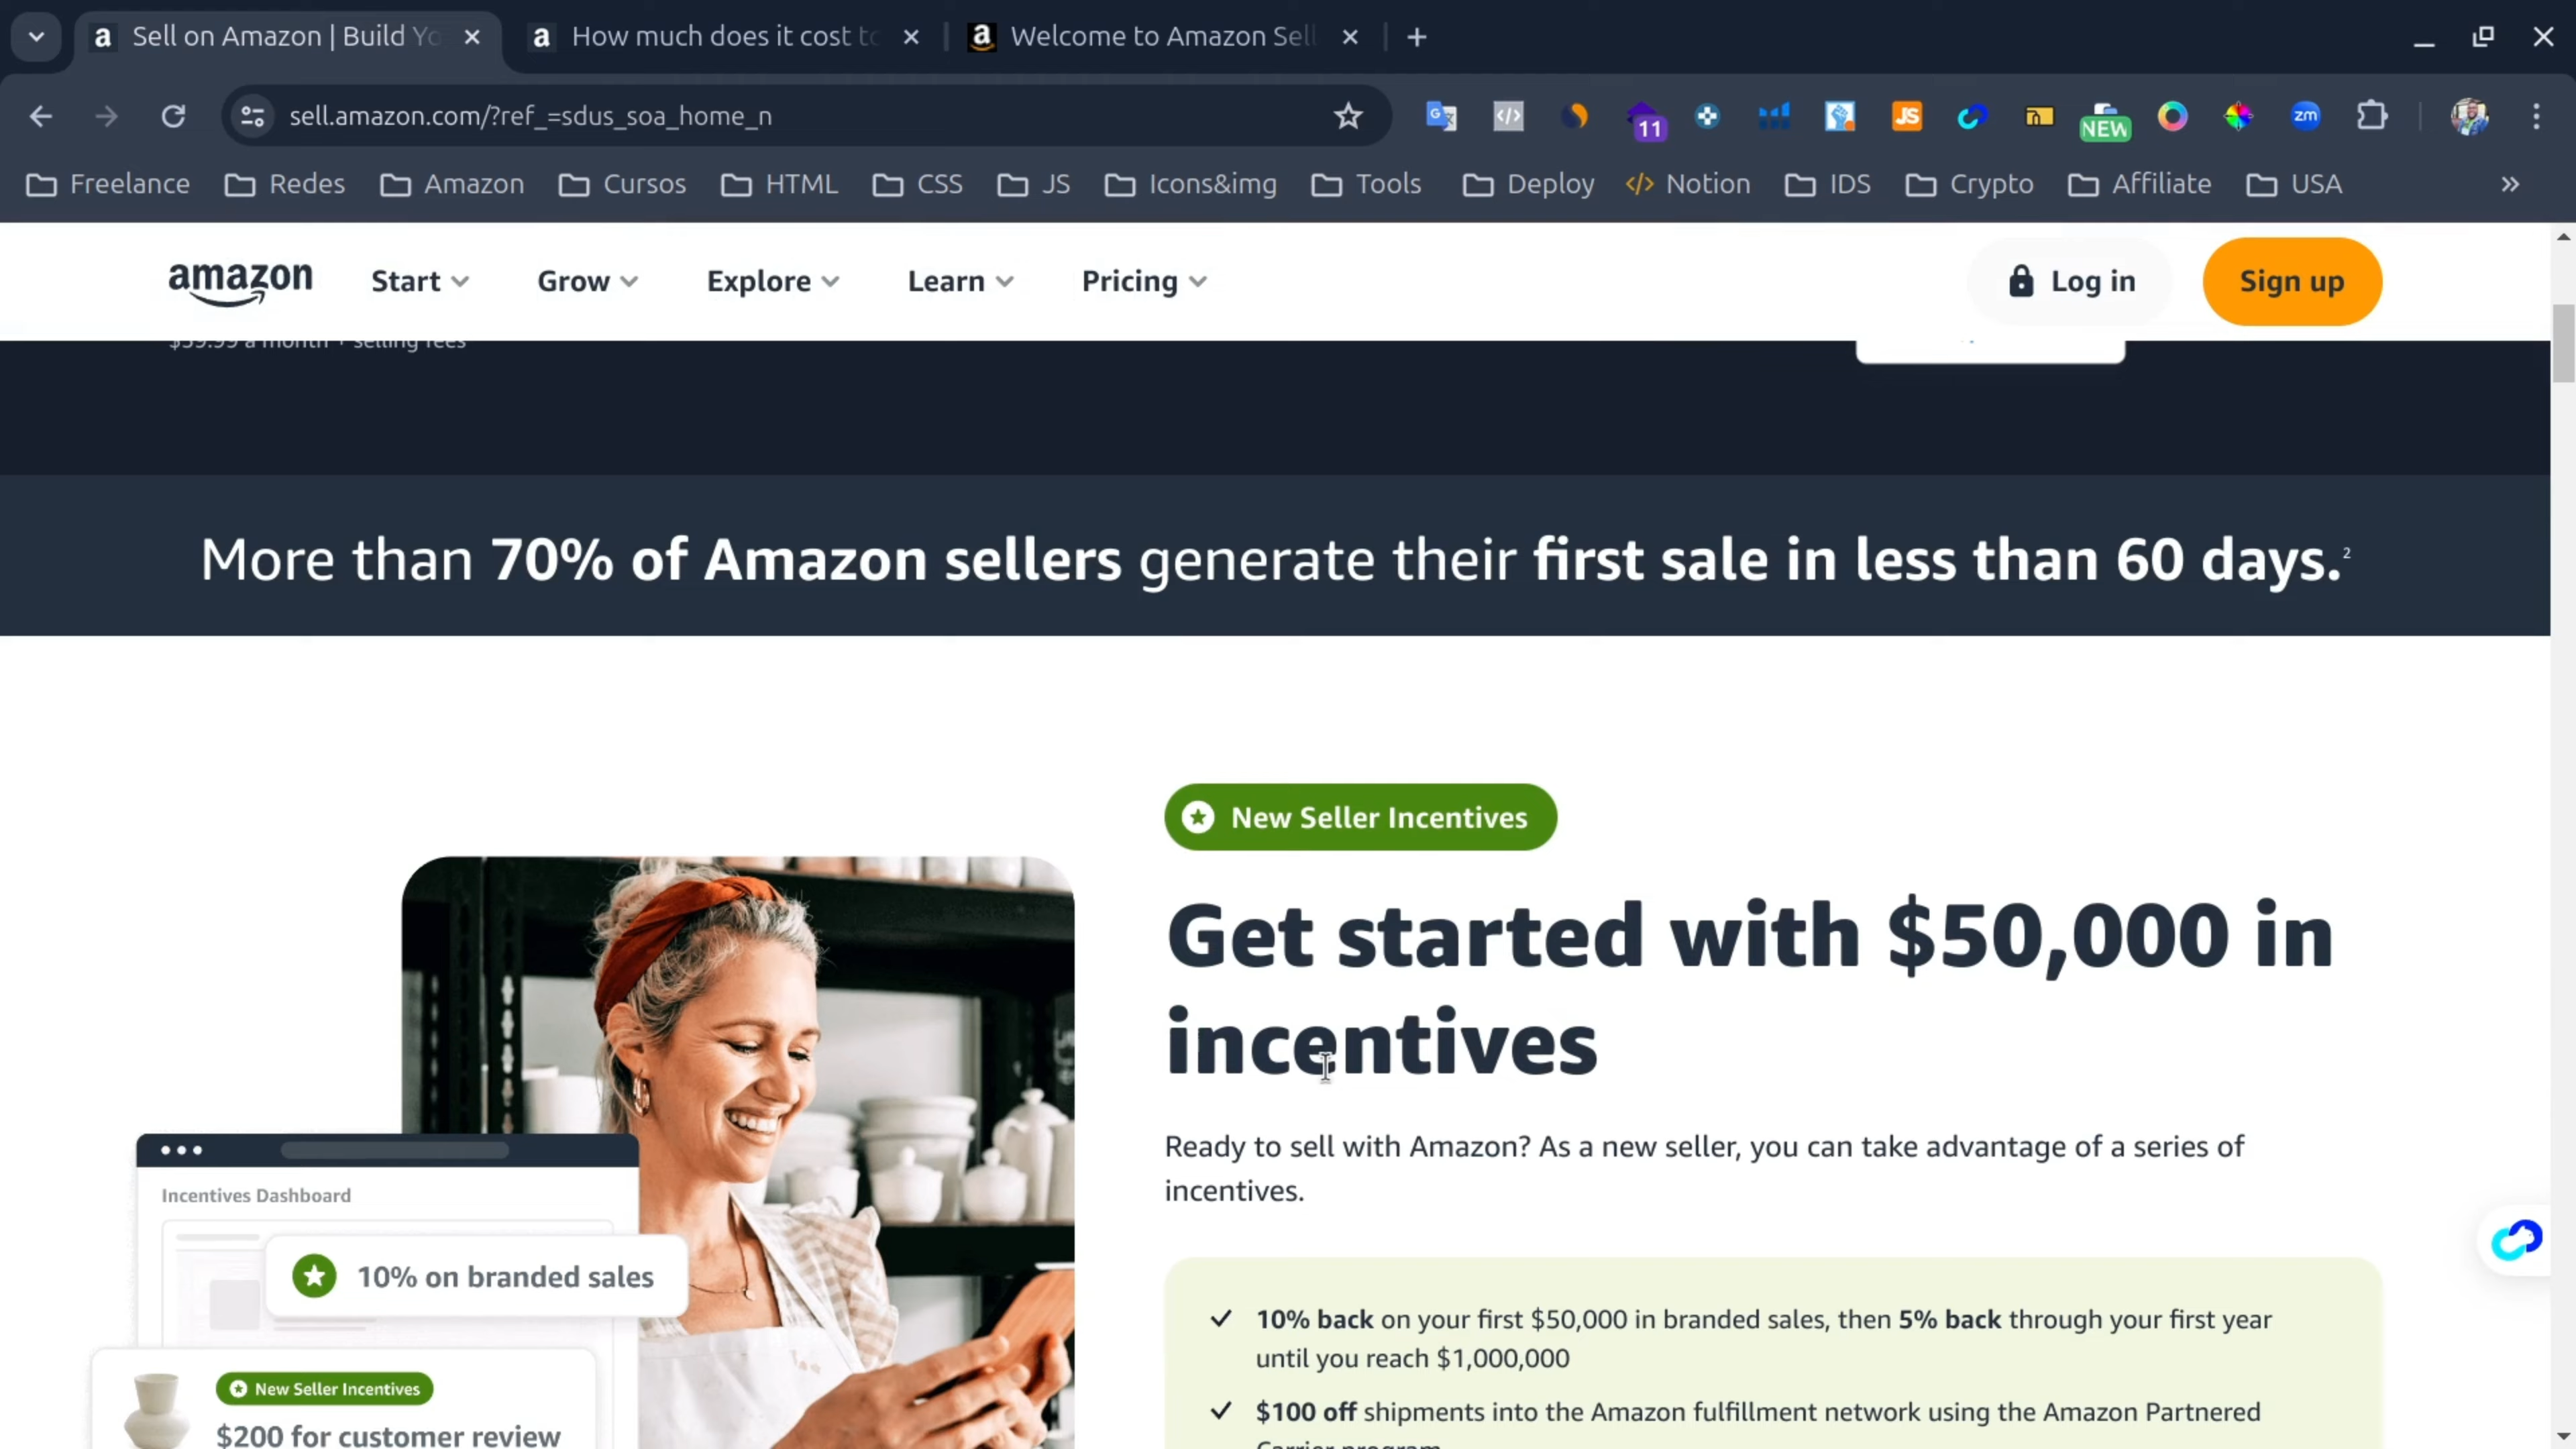 Sell on Amazon | Build Yo
How much does it cost to
Welcome to Amazon Sell
sell.amazon.com/?ref_=sdus_soa_home_n
11
JS
NEW
zm
Freelance
Redes
Amazon
Cursos
HTML
CSS
JS
Icons&img
Tools
Deploy
Notion
IDS
Crypto
Affiliate
USA
amazon
Start
Grow
Explore
Learn
Pricing
Log in
Sign up
$39.99 a month + selling fees
More than 70% of Amazon sellers generate their first sale in less than 60 days.²
New Seller Incentives
Get started with $50,000 in
incentives
Ready to sell with Amazon? As a new seller, you can take advantage of a series of
incentives.
10% back on your first $50,000 in branded sales, then 5% back through your first year
until you reach $1,000,000
$100 off shipments into the Amazon fulfillment network using the Amazon Partnered
Carrier program
Incentives Dashboard
10% on branded sales
New Seller Incentives
$200 for customer review